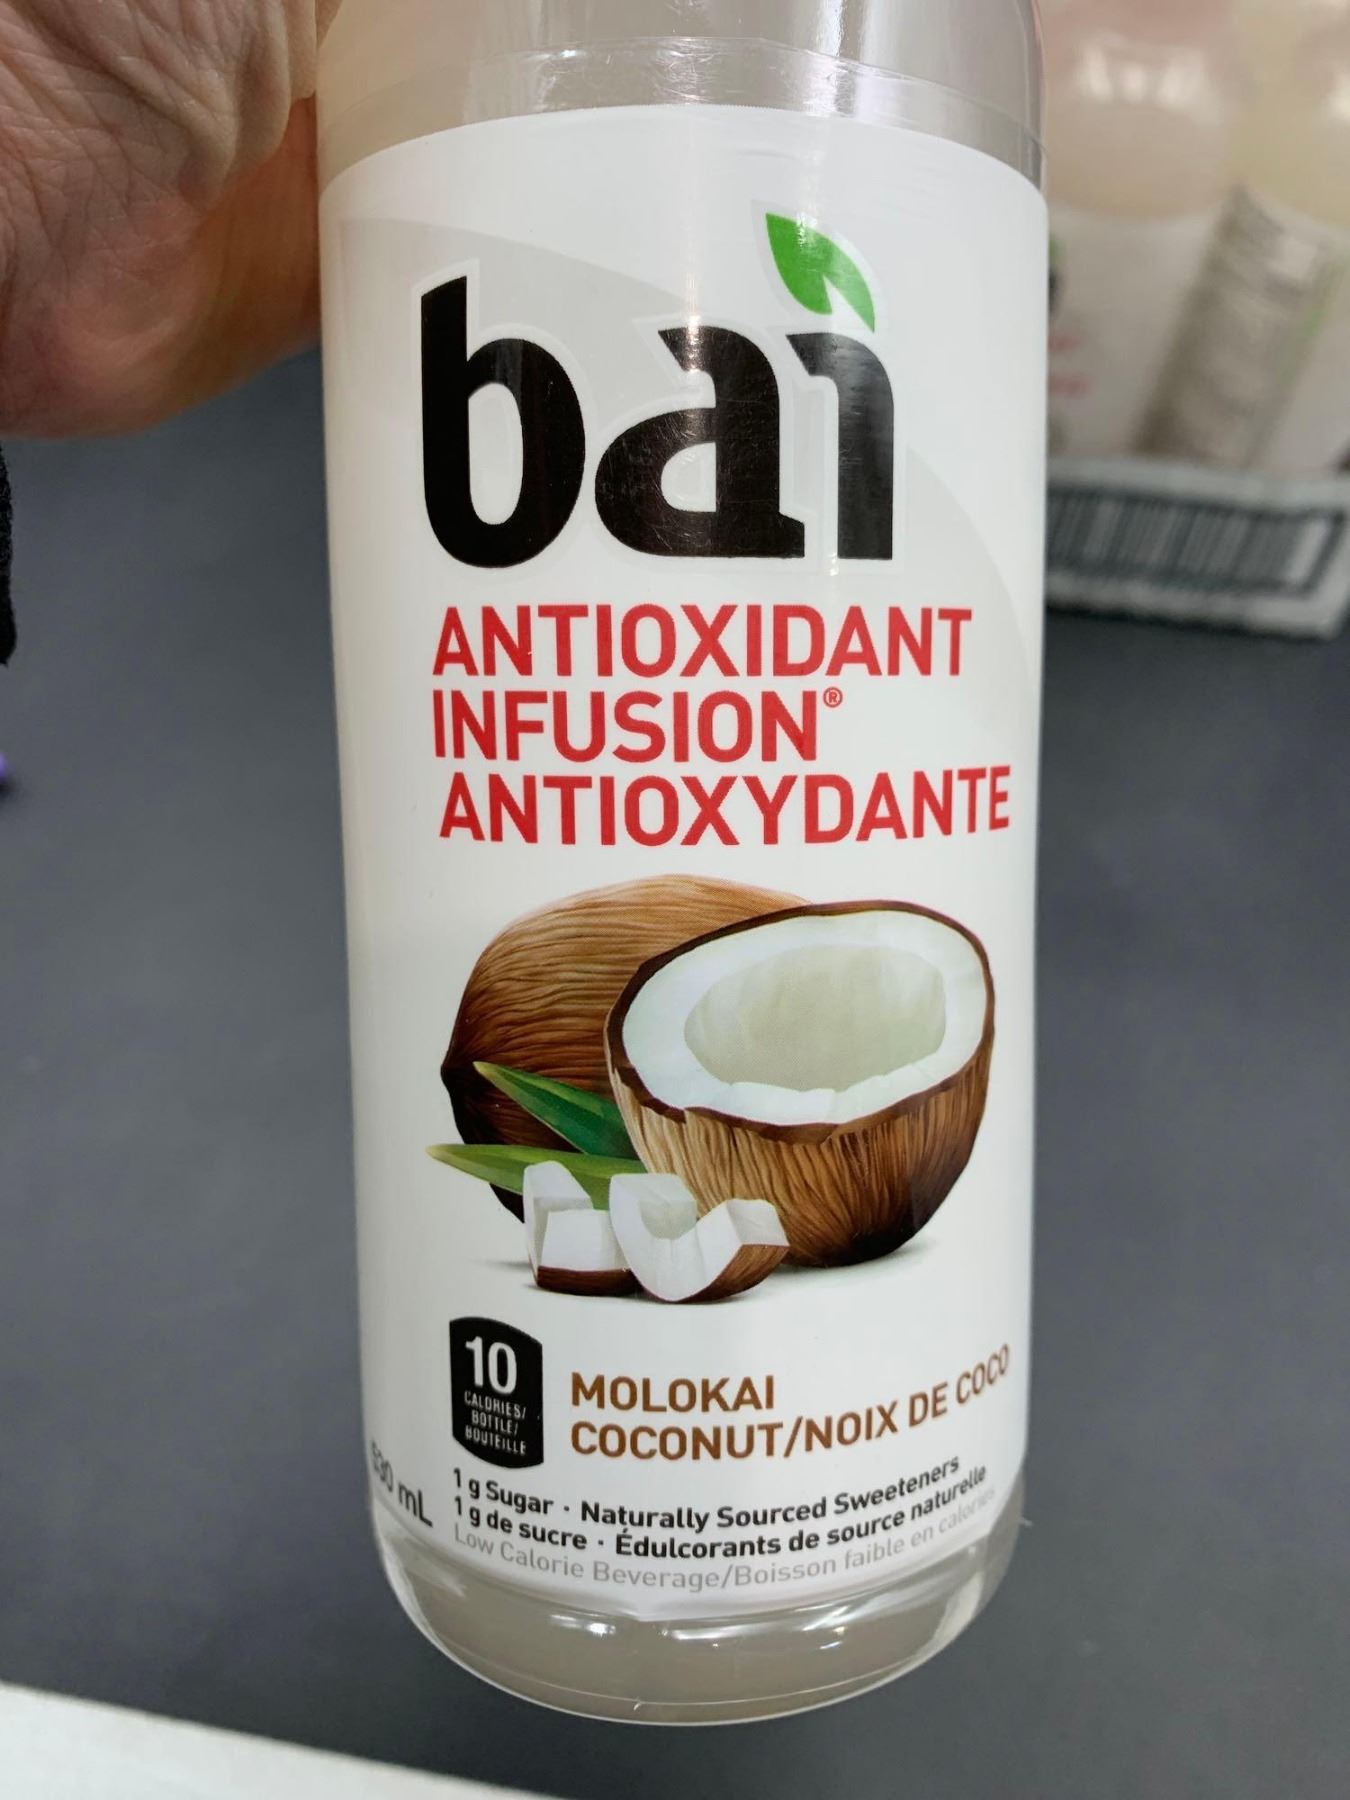 bai
ANTIOXIDANT
INFUSION®
ANTIOXYDANTE
10
CALORIES/
BOTTLE/
BOUTEILLE
MOLOKAI
COCONUT/NOIX DE COCO
530 mL
1 g Sugar · Naturally Sourced Sweeteners
1 g de sucre · Édulcorants de source naturelle
Low Calorie Beverage/Boisson faible en calories